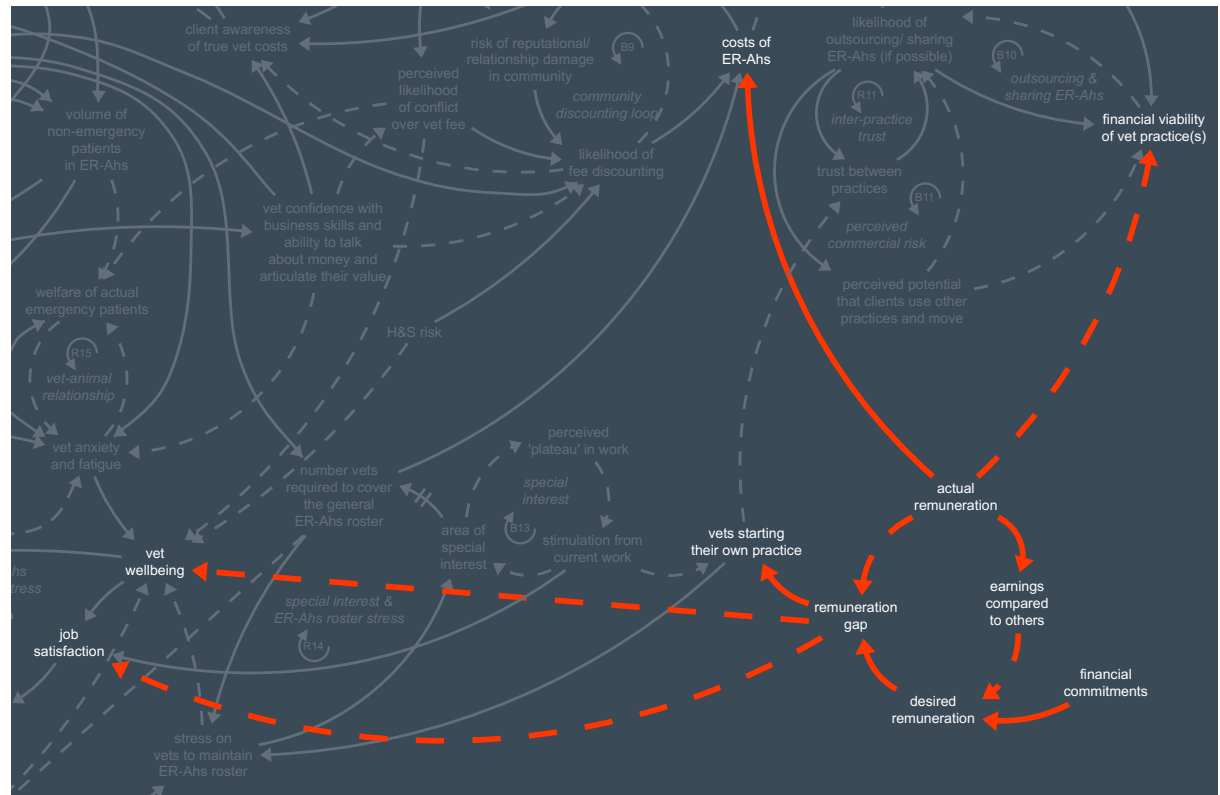 client awareness
of true vet costs
risk of reputational/
relationship damage
in community
B9
costs of
ER-Ahs
likelihood of
outsourcing/ sharing
ER-Ahs (if possible)
B10
outsourcing &
sharing ER-Ahs
perceived
likelihood
of conflict
over vet fee
community
discounting loop
R11
inter-practice
trust
financial viability
of vet practice(s)
volume of
non-emergency
patients
in ER-Ahs
likelihood of
fee discounting
trust between
practices
B11
perceived
commercial risk
vet confidence with
business skills and
ability to talk
about money and
articulate their value
welfare of actual
emergency patients
perceived potential
that clients use other
practices and move
H&S risk
R15
vet-animal
relationship
vet anxiety
and fatigue
perceived
'plateau' in work
number vets
required to cover
the general
ER-Ahs roster
special
interest
B13
actual
remuneration
area of
special
interest
stimulation from
current work
vets starting
their own practice
vet
wellbeing
hs
tress
earnings
compared
to others
special interest &
ER-Ahs roster stress
R14
remuneration
gap
job
satisfaction
financial
commitments
desired
remuneration
stress on
vets to maintain
ER-Ahs roster